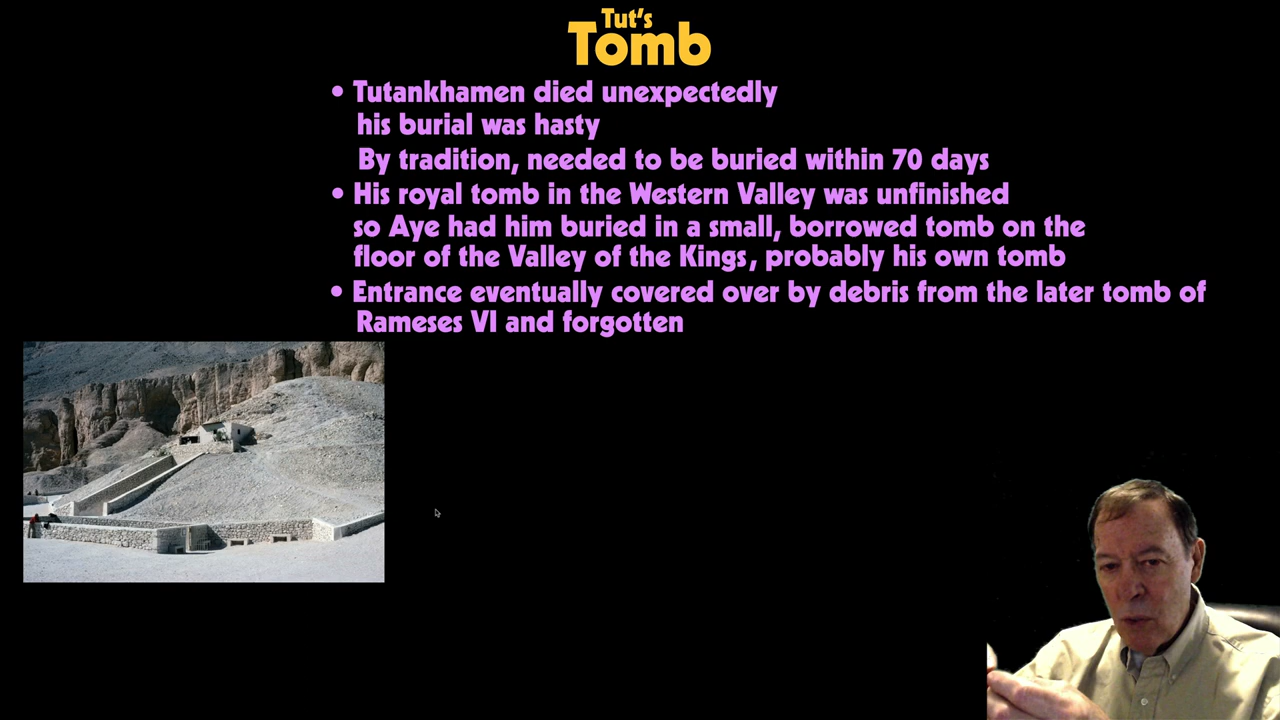 Tut's
Tomb
• Tutankhamen died unexpectedly
his burial was hasty
By tradition, needed to be buried within 70 days
• His royal tomb in the Western Valley was unfinished
so Aye had him buried in a small, borrowed tomb on the
floor of the Valley of the Kings, probably his own tomb
• Entrance eventually covered over by debris from the later tomb of
Rameses VI and forgotten